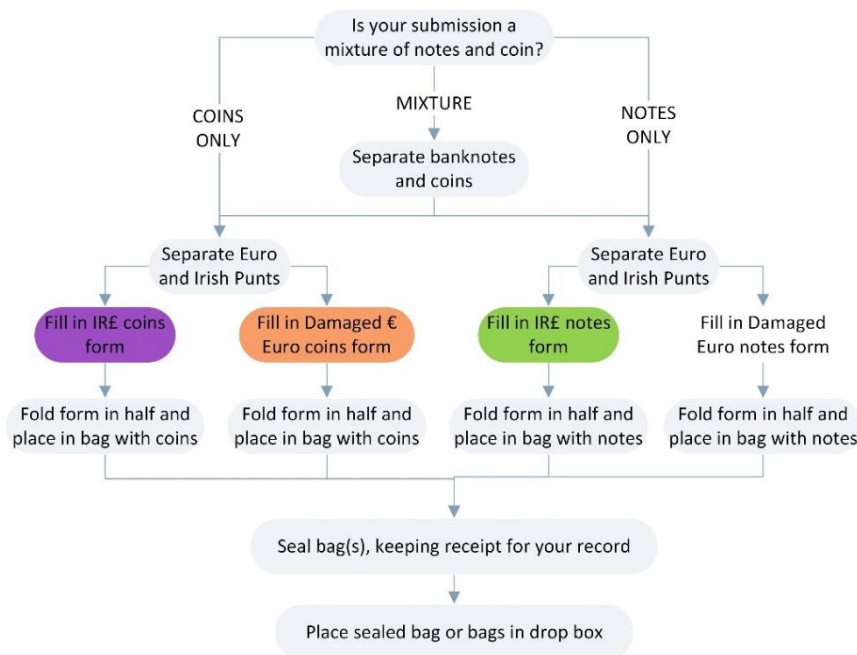 Is your submission a
mixture of notes and coin?
COINS
ONLY
MIXTURE
NOTES
ONLY
Separate banknotes
and coins
Separate Euro
and Irish Punts
Separate Euro
and Irish Punts
Fill in IR£ coins
form
Fill in Damaged €
Euro coins form
Fill in IR£ notes
form
Fill in Damaged
Euro notes form
Fold form in half and
place in bag with coins
Fold form in half and
place in bag with coins
Fold form in half and
place in bag with notes
Fold form in half and
place in bag with notes
Seal bag(s), keeping receipt for your record
Place sealed bag or bags in drop box